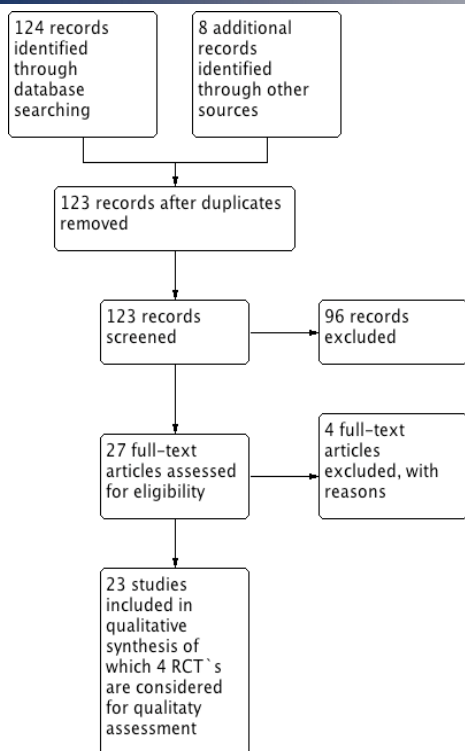 124 records
identified
through
database
searching
8 additional
records
identified
through other
sources
123 records after duplicates
removed
123 records
screened
96 records
excluded
27 full-text
articles assessed
for eligibility
4 full-text
articles
excluded, with
reasons
23 studies
included in
qualitative
synthesis of
which 4 RCT`s
are considered
for qualitaty
assessment